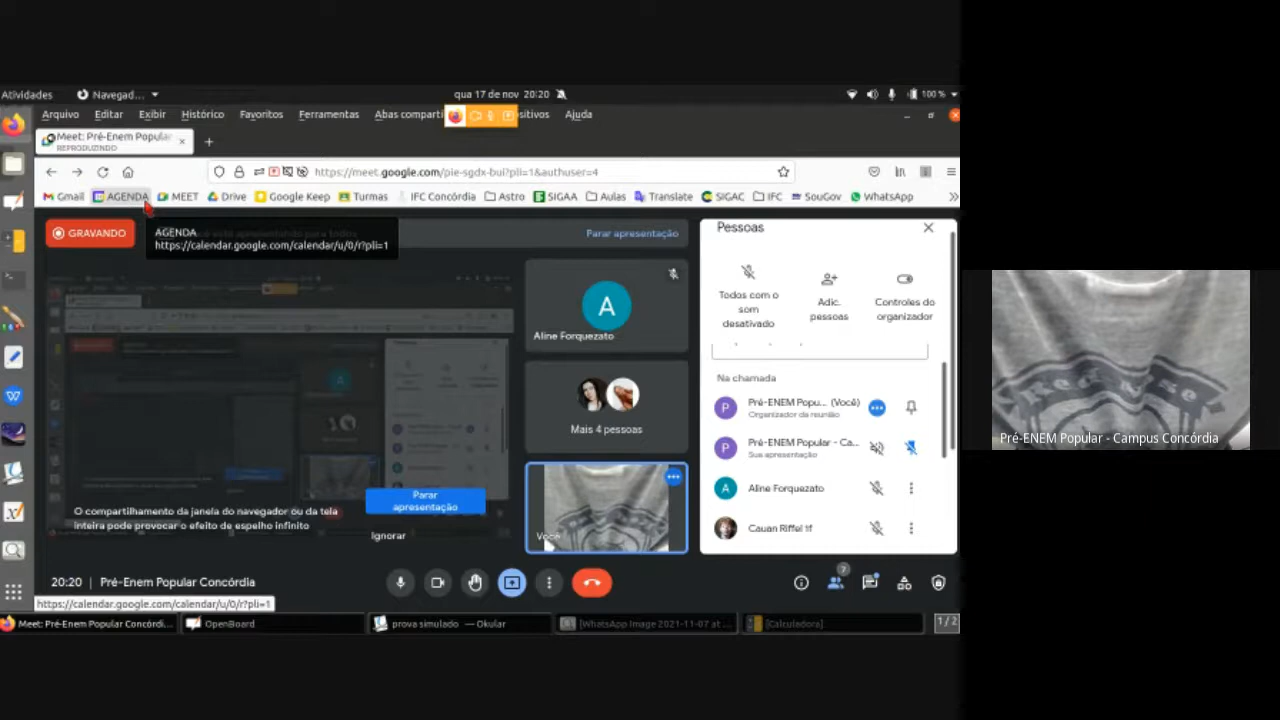 Atividades Navegad... qua 17 de nov 20:20 100 %
Arquivo Editar Exibir Histórico Favoritos Ferramentas Abas comparti sitivos Ajuda
Meet: Pré-Enem Popular
REPRODUZINDO
https://meet.google.com/pie-sgdx-bui?pli=1&authuser=4
Gmail AGENDA MEET Drive Google Keep Turmas IFC Concórdia Astro SIGAA Aulas Translate SIGAC IFC SouGov WhatsApp
GRAVANDO
AGENDA
https://calendar.google.com/calendar/u/0/r?pli=1
Parar apresentação
Aline Forquezato
Mais 4 pessoas
Você
O compartilhamento da janela do navegador ou da tela
inteira pode provocar o efeito de espelho infinito
Parar
apresentação
Ignorar
Pessoas
Todos com o
som
desativado
Adic.
pessoas
Controles do
organizador
Na chamada
Pré-ENEM Popu... (Você)
Organizador da reunião
Pré-ENEM Popular - Ca...
Sua apresentação
Aline Forquezato
Cauan Riffel 1f
20:20 | Pré-Enem Popular Concórdia
7
https://calendar.google.com/calendar/u/0/r?pli=1
Meet: Pré-Enem Popular Concórdi... OpenBoard prova simulado — Okular [WhatsApp Image 2021-11-07 at ... [Calculadora] 1/2
Pré-ENEM Popular - Campus Concórdia